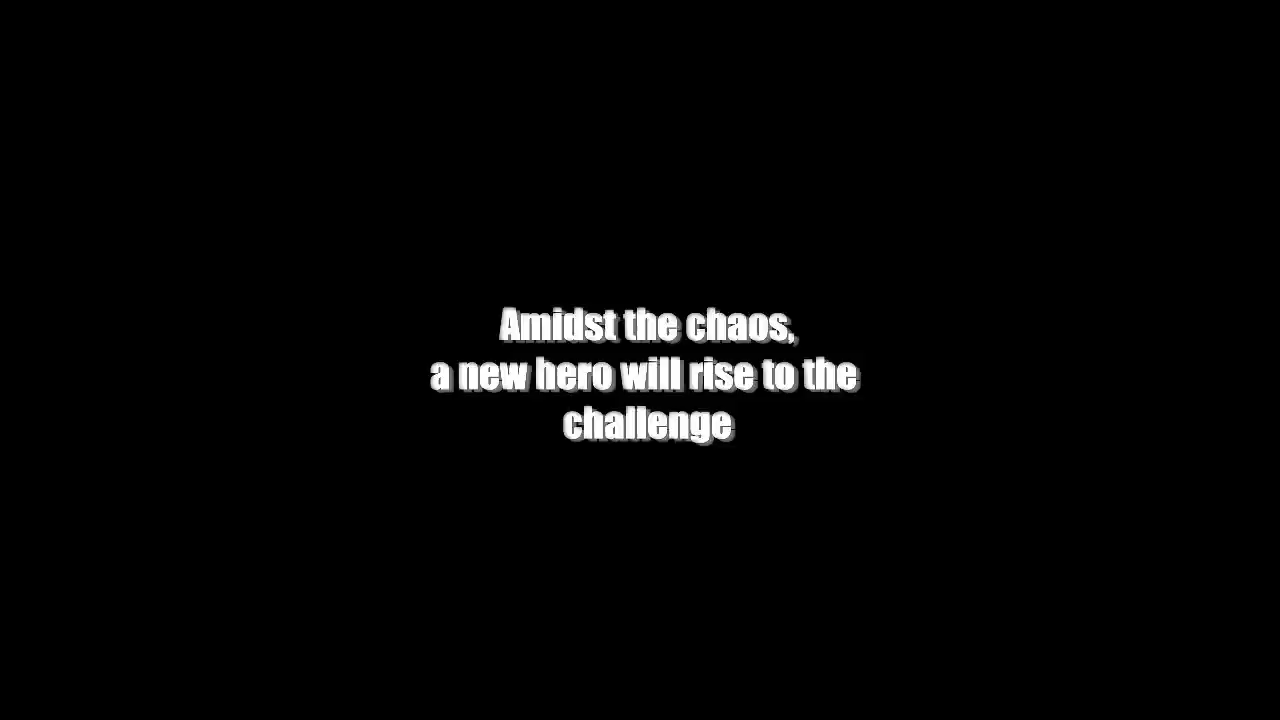 Amidst the chaos,
a new hero will rise to the
challenge